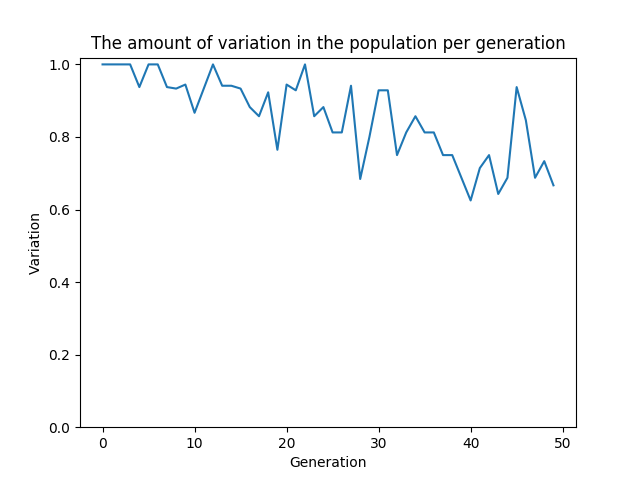 The amount of variation in the population per generation
1.0
0.8
0.6
0.4
0.2
0.0
Variation
0 10 20 30 40 50
Generation